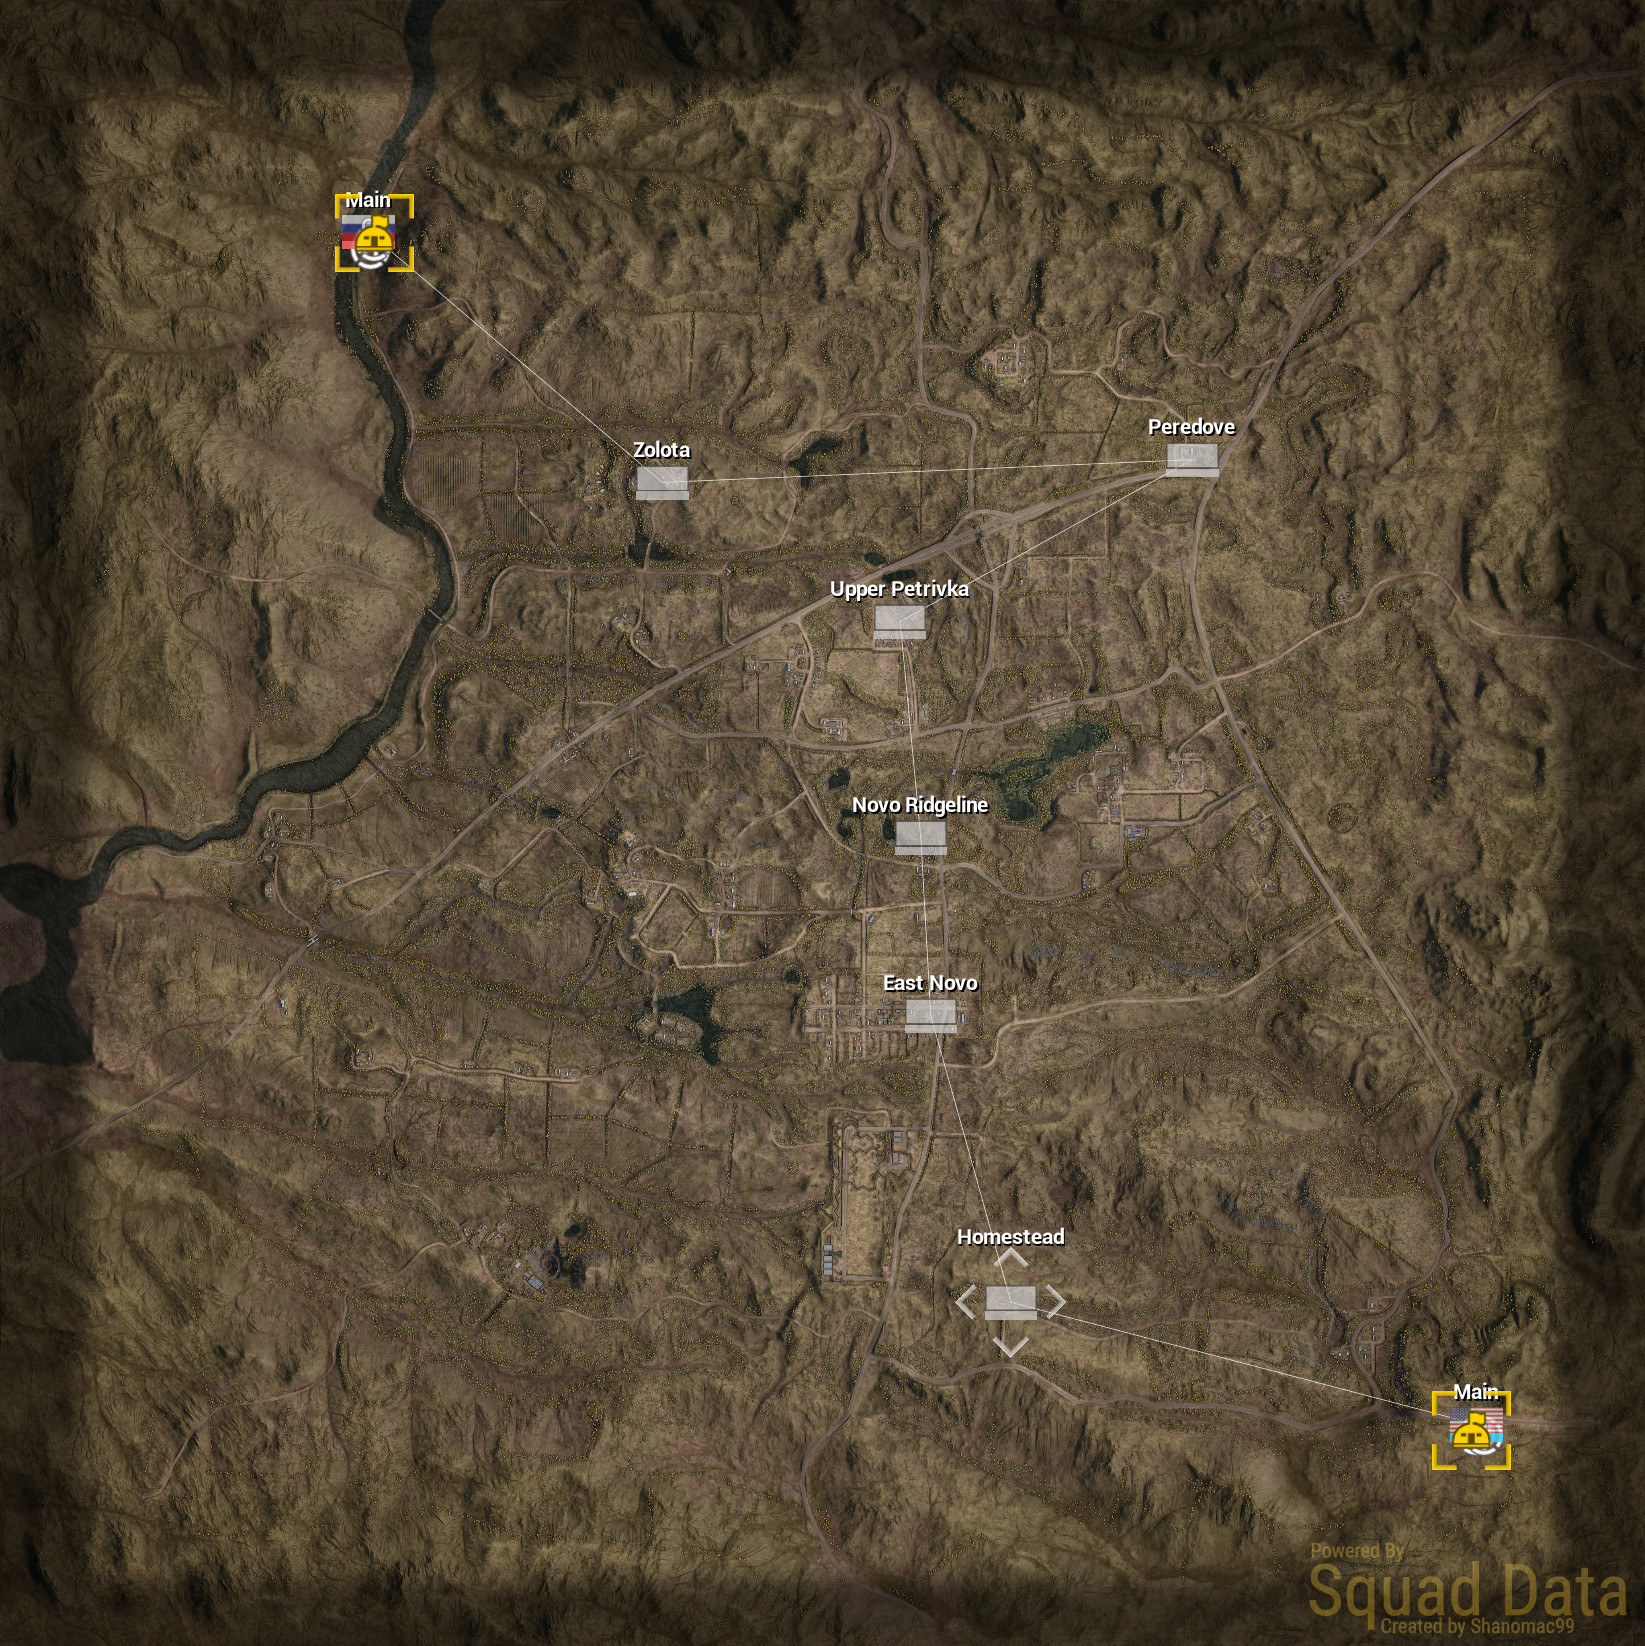 Main
Peredove
Zolota
Upper Petrivka
Novo Ridgeline
East Novo
Homestead
Main
Powered By
Squad Data
Created by Shanomac99